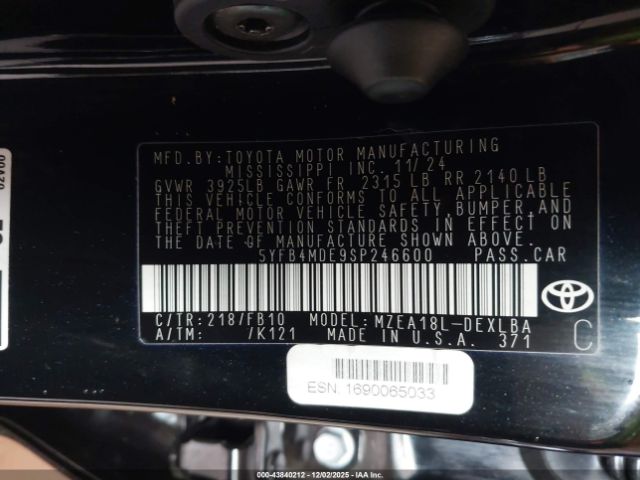 MFD.BY:TOYOTA MOTOR MANUFACTURING
MISSISSIPPI INC. 11/24
GVWR 3925LB GAWR FR 2315 LB RR 2140 LB
THIS VEHICLE CONFORMS TO ALL APPLICABLE
FEDERAL MOTOR VEHICLE SAFETY, BUMPER, AND
THEFT PREVENTION STANDARDS IN EFFECT ON
THE DATE OF MANUFACTURE SHOWN ABOVE.
5YFB4MDE9SP246600 PASS.CAR
C/TR:218/FB10 MODEL:MZEA18L-DEXLBA
A/TM: /K121 MADE IN U.S.A. 371
C
ESN. 1690065033
000-43840212 - 12/02/2025 - IAA Inc.